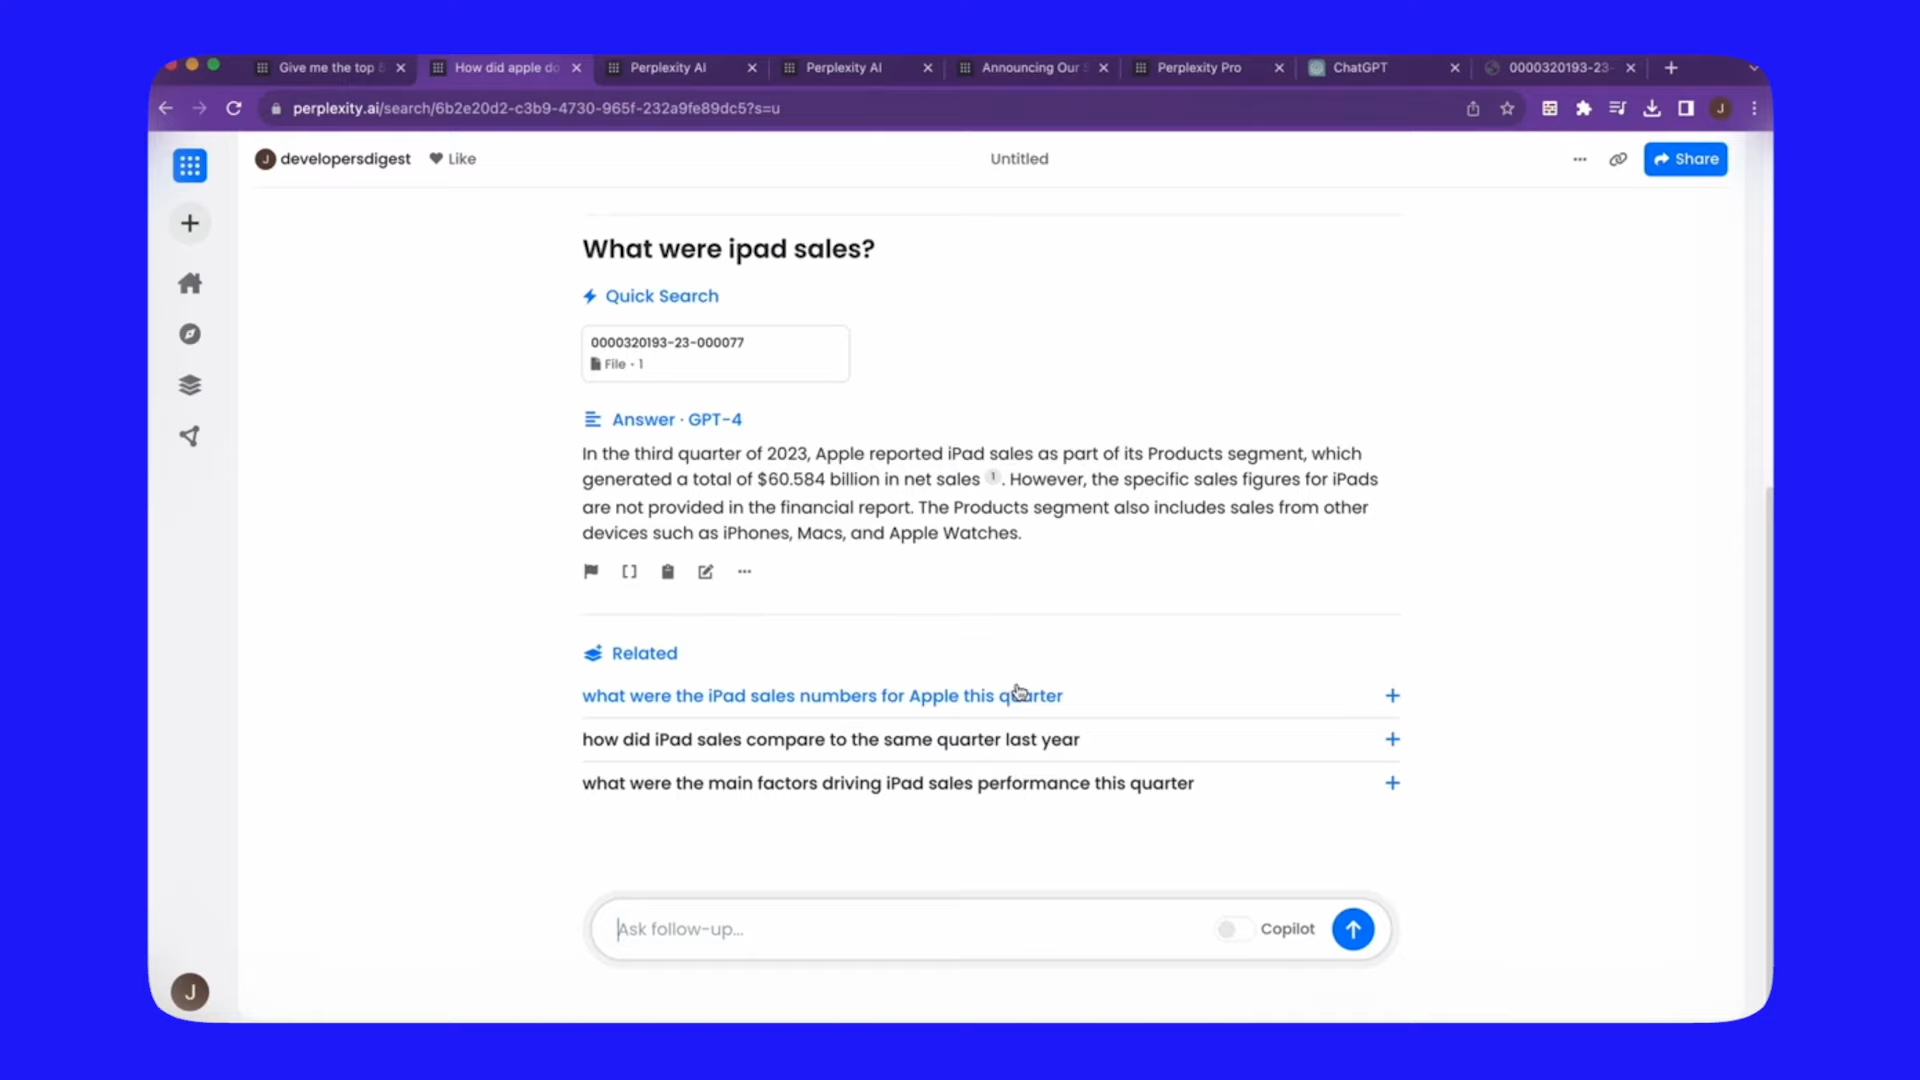 Give me the top
How did apple do
Perplexity AI
Perplexity AI
Announcing Our
Perplexity Pro
ChatGPT
0000320193-23-
perplexity.ai/search/6b2e20d2-c3b9-4730-965f-232a9fe89dc5?s=u
J
J developersdigest
Like
Untitled
Share
What were ipad sales?
Quick Search
0000320193-23-000077
File · 1
Answer · GPT-4
In the third quarter of 2023, Apple reported iPad sales as part of its Products segment, which
generated a total of $60.584 billion in net sales 1 . However, the specific sales figures for iPads
are not provided in the financial report. The Products segment also includes sales from other
devices such as iPhones, Macs, and Apple Watches.
Related
what were the iPad sales numbers for Apple this quarter
how did iPad sales compare to the same quarter last year
what were the main factors driving iPad sales performance this quarter
Ask follow-up...
Copilot
J